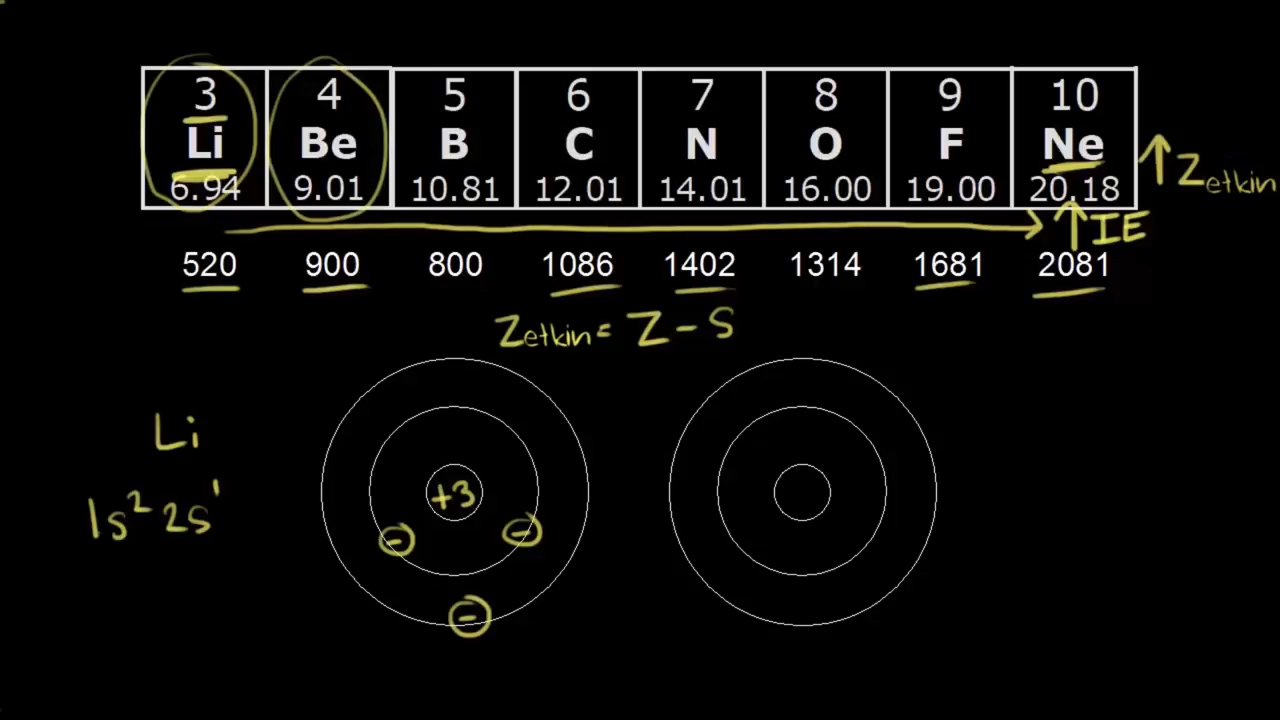 3 4 5 6 7 8 9 10
Li Be B C N O F Ne
6.94 9.01 10.81 12.01 14.01 16.00 19.00 20.18
↑ Zetkin
↑ IE
520 900 800 1086 1402 1314 1681 2081
Zetkin = Z - S
Li
1s² 2s¹
+3
- -
-